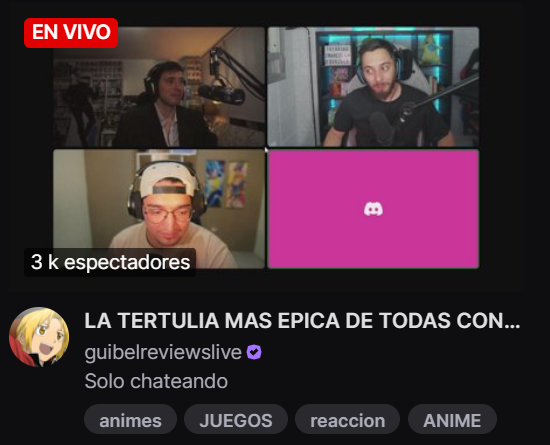 EN VIVO
3 k espectadores
LA TERTULIA MAS EPICA DE TODAS CON...
guibelreviewslive
Solo chateando
animes
JUEGOS
reaccion
ANIME